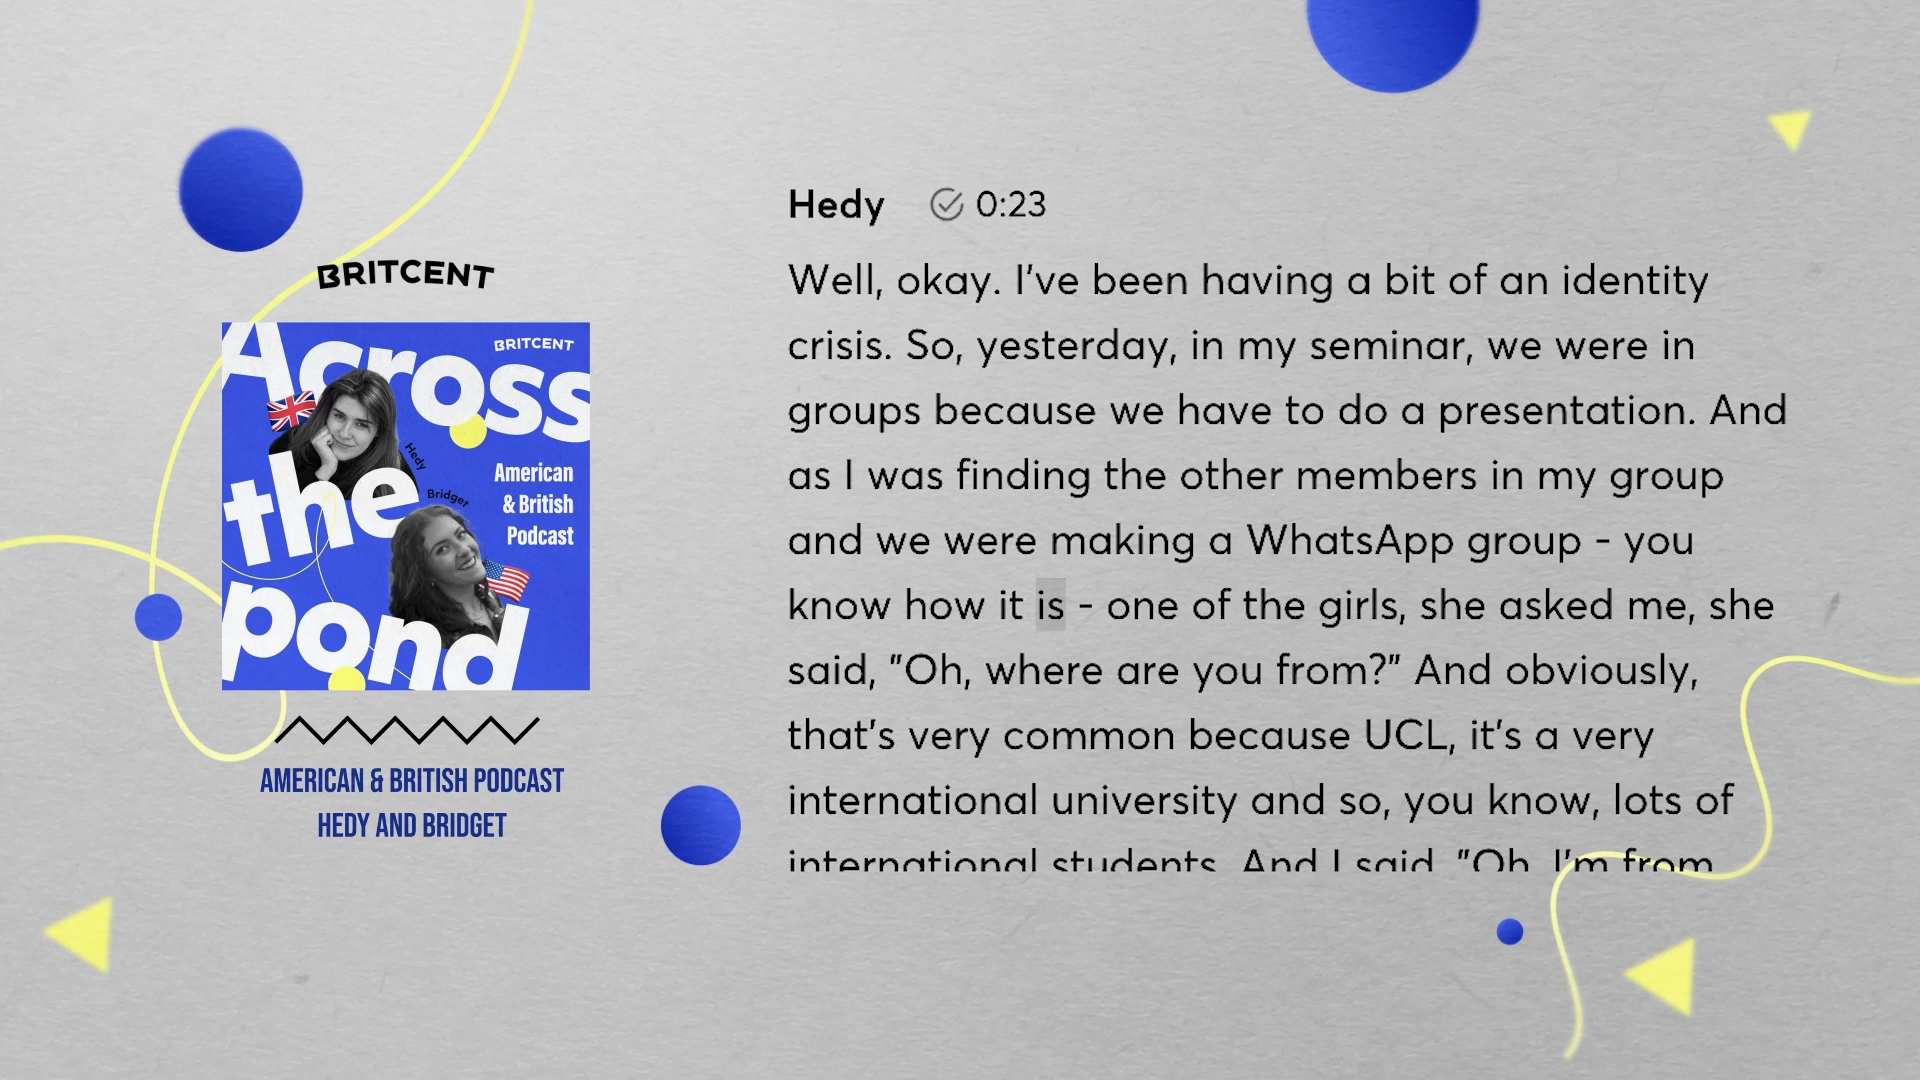 BRITCENT
Across
the
pond
BRITCENT
Hedy
Bridget
American
& British
Podcast
AMERICAN & BRITISH PODCAST
HEDY AND BRIDGET
Hedy 0:23
Well, okay. I've been having a bit of an identity
crisis. So, yesterday, in my seminar, we were in
groups because we have to do a presentation. And
as I was finding the other members in my group
and we were making a WhatsApp group - you
know how it is - one of the girls, she asked me, she
said, "Oh, where are you from?" And obviously,
that's very common because UCL, it's a very
international university and so, you know, lots of
international students. And I said, "Oh, I'm from